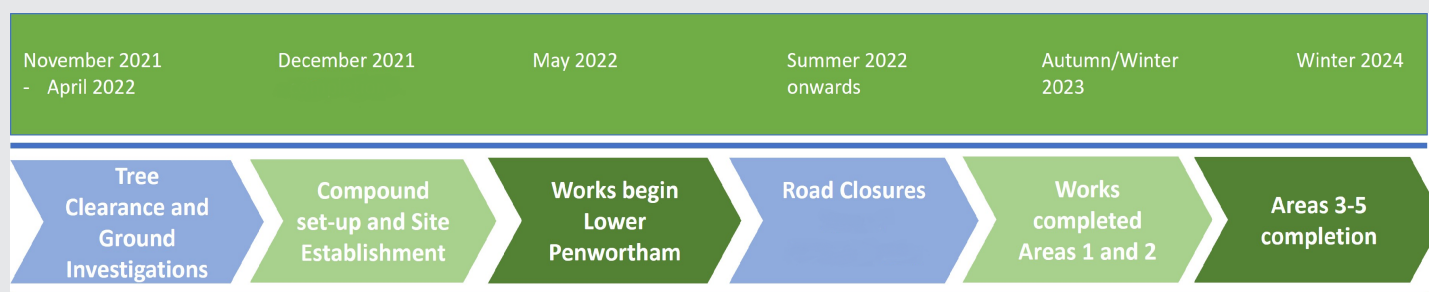 November 2021
- April 2022
December 2021
May 2022
Summer 2022
onwards
Autumn/Winter
2023
Winter 2024
Tree
Clearance and
Ground
Investigations
Compound
set-up and Site
Establishment
Works begin
Lower
Penwortham
Road Closures
Works
completed
Areas 1 and 2
Areas 3-5
completion